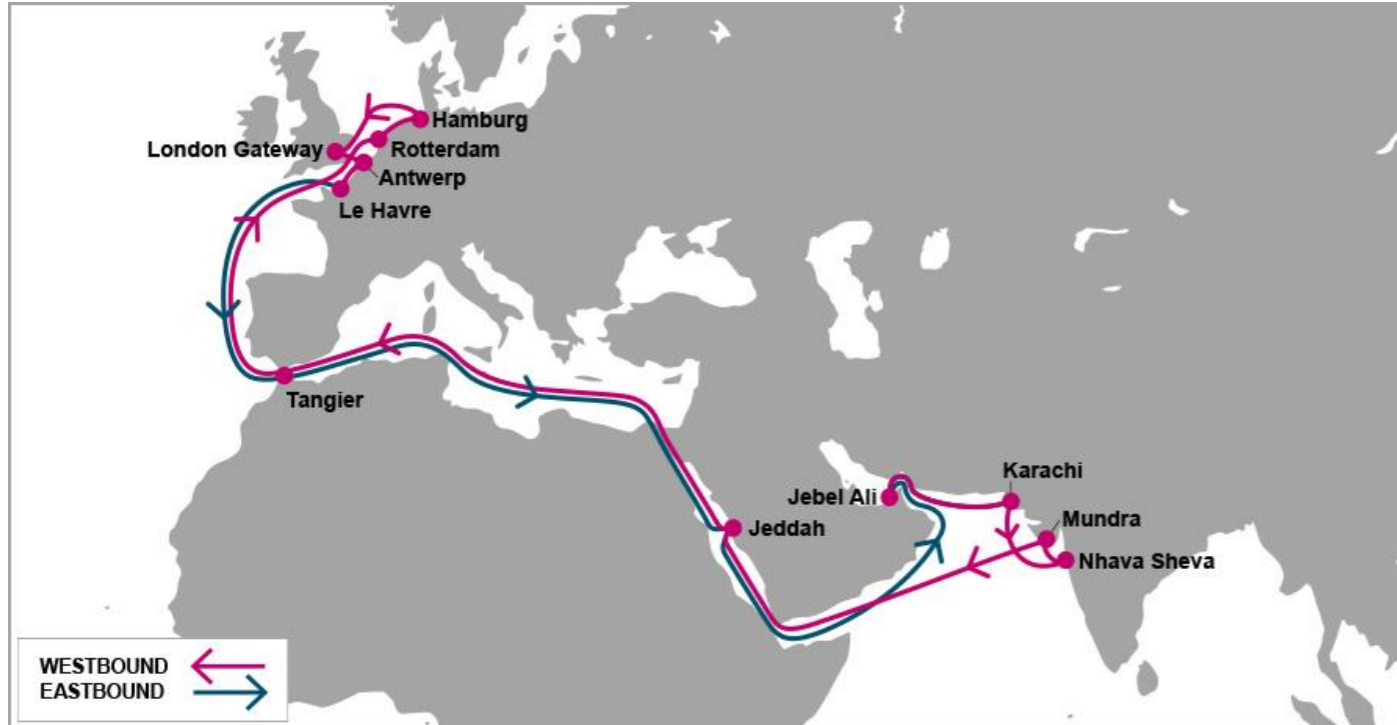 Hamburg
London Gateway
Rotterdam
Antwerp
Le Havre
Tangier
Karachi
Jebel Ali
Mundra
Jeddah
Nhava Sheva
WESTBOUND
EASTBOUND